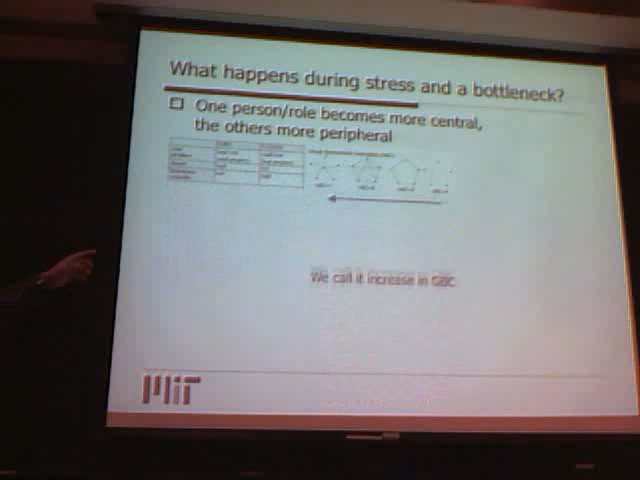 What happens during stress and a bottleneck?
One person/role becomes more central,
the others more peripheral
We call it increase in GBC
MIT